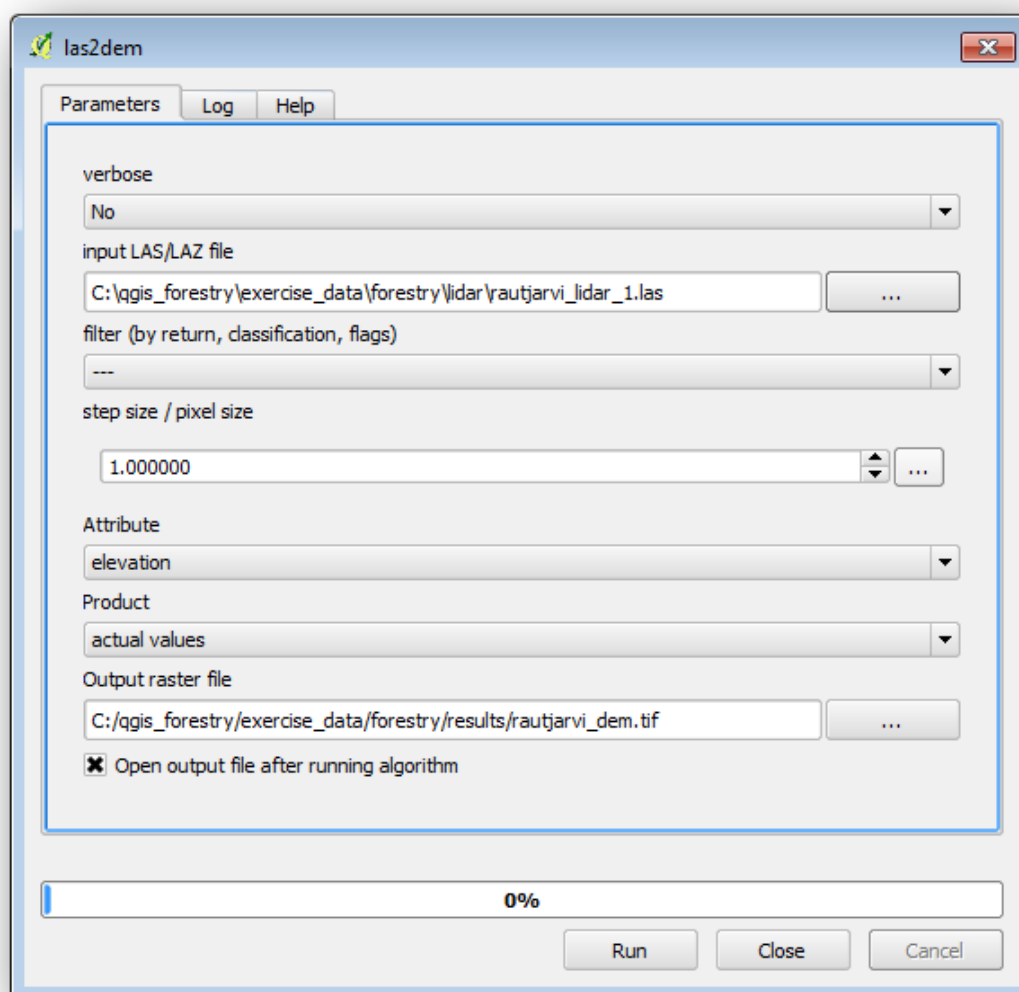 las2dem
Parameters Log Help
verbose
No
input LAS/LAZ file
C:\qgis_forestry\exercise_data\forestry\lidar\rautjarvi_lidar_1.las ...
filter (by return, classification, flags)
---
step size / pixel size
1.000000 ...
Attribute
elevation
Product
actual values
Output raster file
C:/qgis_forestry/exercise_data/forestry/results/rautjarvi_dem.tif ...
Open output file after running algorithm
0%
Run Close Cancel